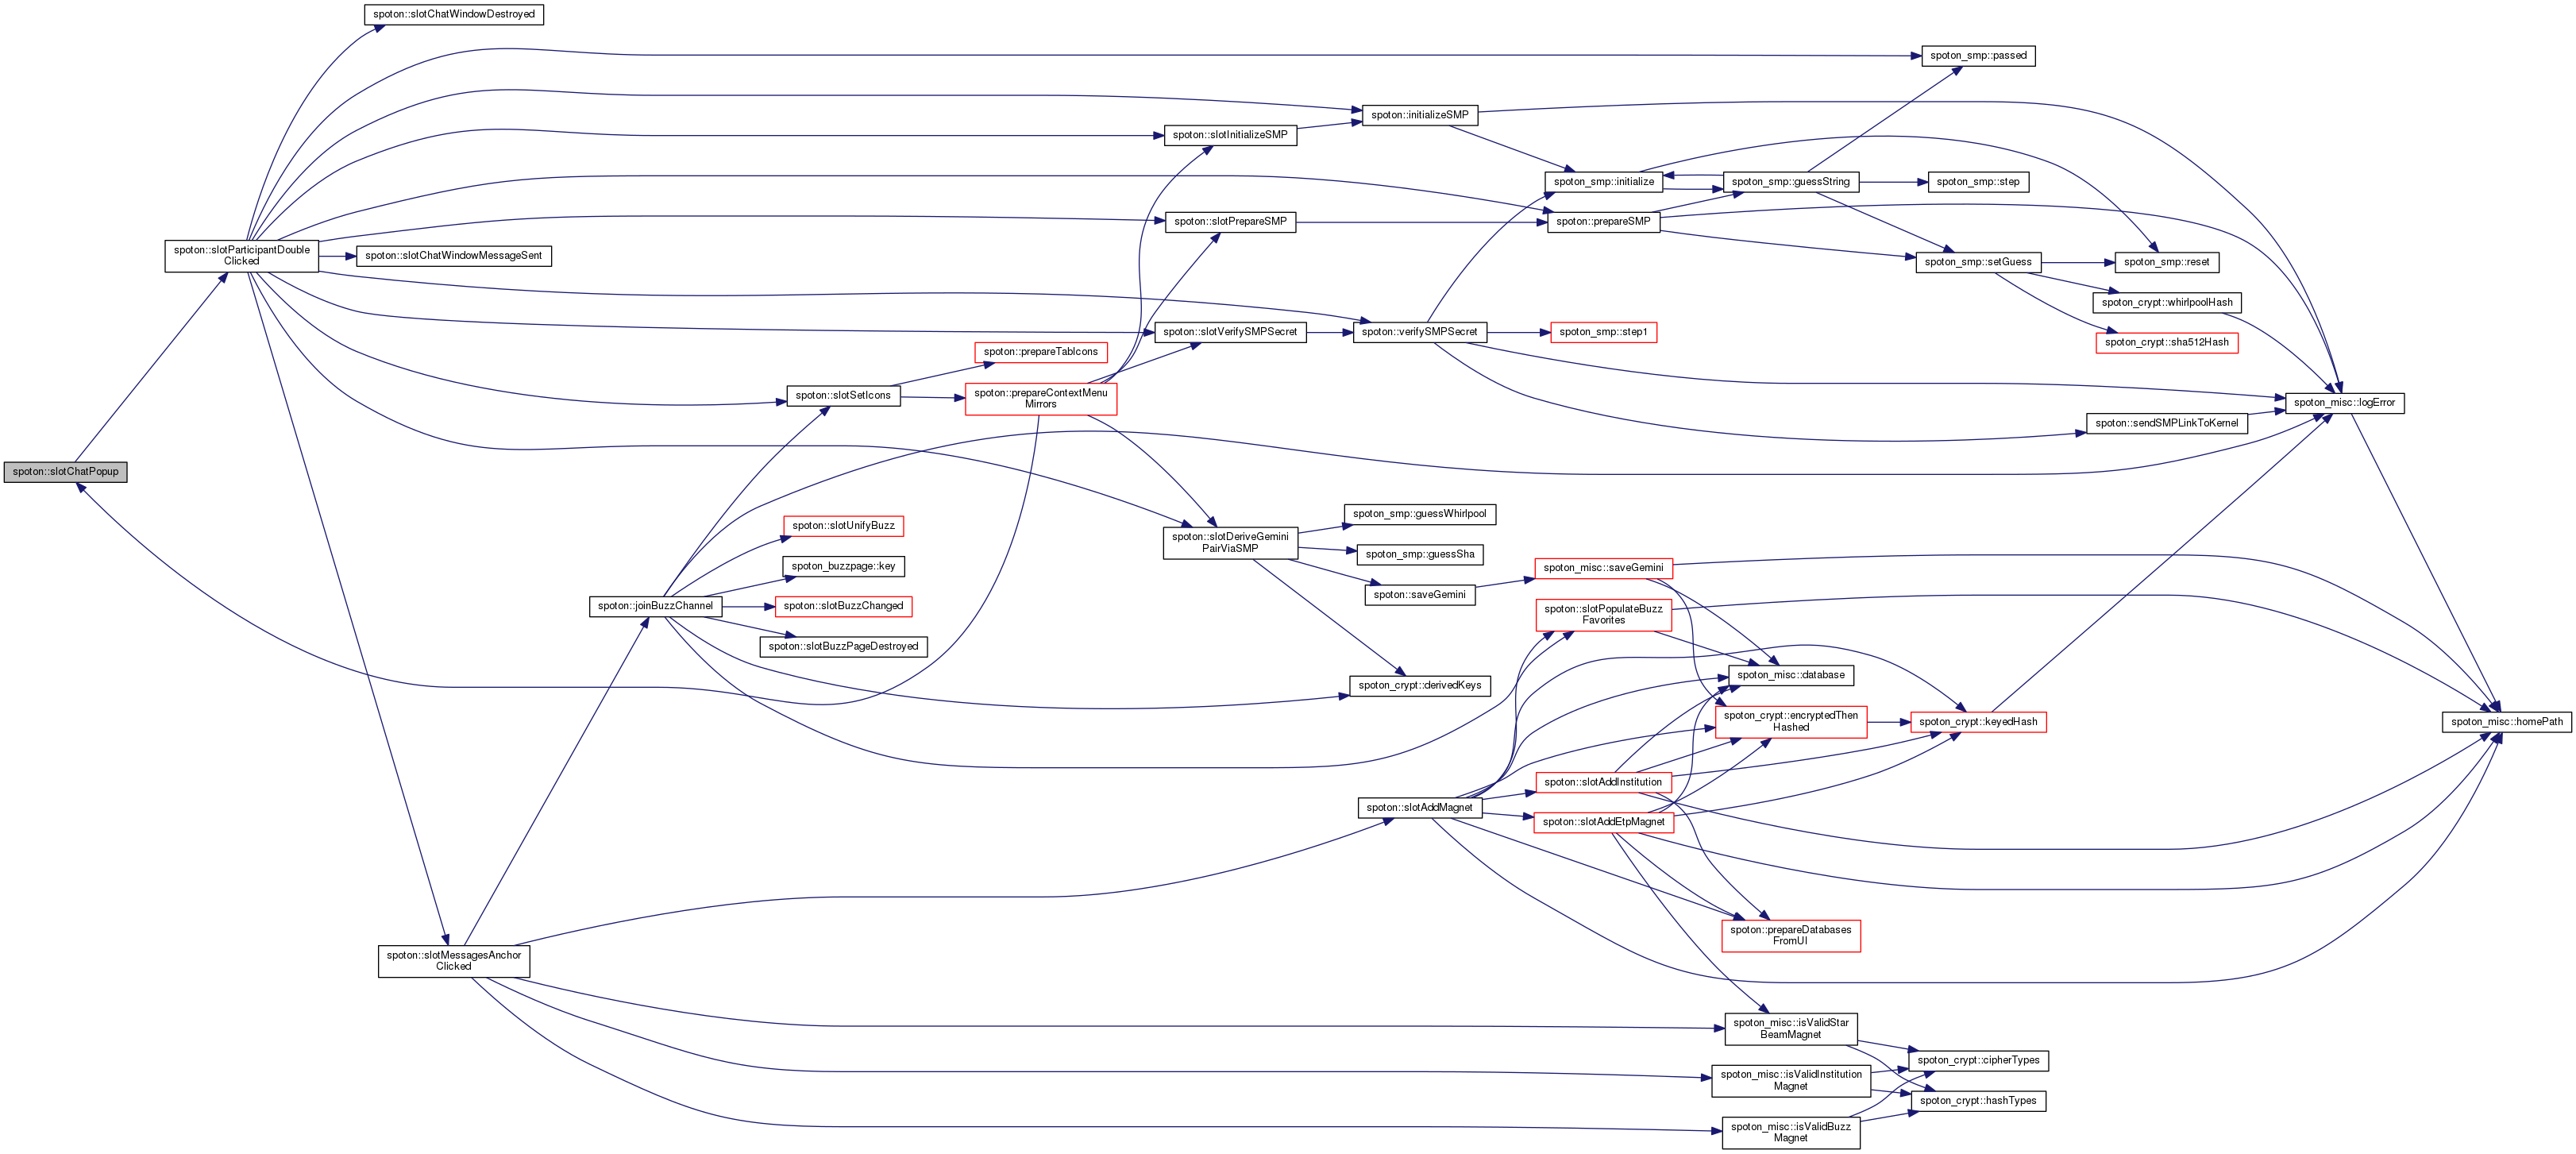 spoton::slotChatWindowDestroyed
spoton_smp::passed
spoton::initializeSMP
spoton::slotInitializeSMP
spoton_smp::initialize
spoton_smp::guessString
spoton_smp::step
spoton::slotPrepareSMP
spoton::prepareSMP
spoton::slotParticipantDouble
Clicked
spoton::slotChatWindowMessageSent
spoton_smp::setGuess
spoton_smp::reset
spoton_crypt::whirlpoolHash
spoton::slotVerifySMPSecret
spoton::verifySMPSecret
spoton_smp::step1
spoton_crypt::sha512Hash
spoton::prepareTabIcons
spoton::slotSetIcons
spoton::prepareContextMenu
Mirrors
spoton_misc::logError
spoton::sendSMPLinkToKernel
spoton::slotChatPopup
spoton_smp::guessWhirlpool
spoton::slotUnifyBuzz
spoton::slotDeriveGemini
PairViaSMP
spoton_smp::guessSha
spoton_buzzpage::key
spoton_misc::saveGemini
spoton::saveGemini
spoton::joinBuzzChannel
spoton::slotBuzzChanged
spoton::slotPopulateBuzz
Favorites
spoton::slotBuzzPageDestroyed
spoton_misc::database
spoton_crypt::derivedKeys
spoton_crypt::encryptedThen
Hashed
spoton_crypt::keyedHash
spoton_misc::homePath
spoton::slotAddInstitution
spoton::slotAddMagnet
spoton::slotAddEtpMagnet
spoton::prepareDatabases
FromUI
spoton::slotMessagesAnchor
Clicked
spoton_misc::isValidStar
BeamMagnet
spoton_crypt::cipherTypes
spoton_misc::isValidInstitution
Magnet
spoton_crypt::hashTypes
spoton_misc::isValidBuzz
Magnet